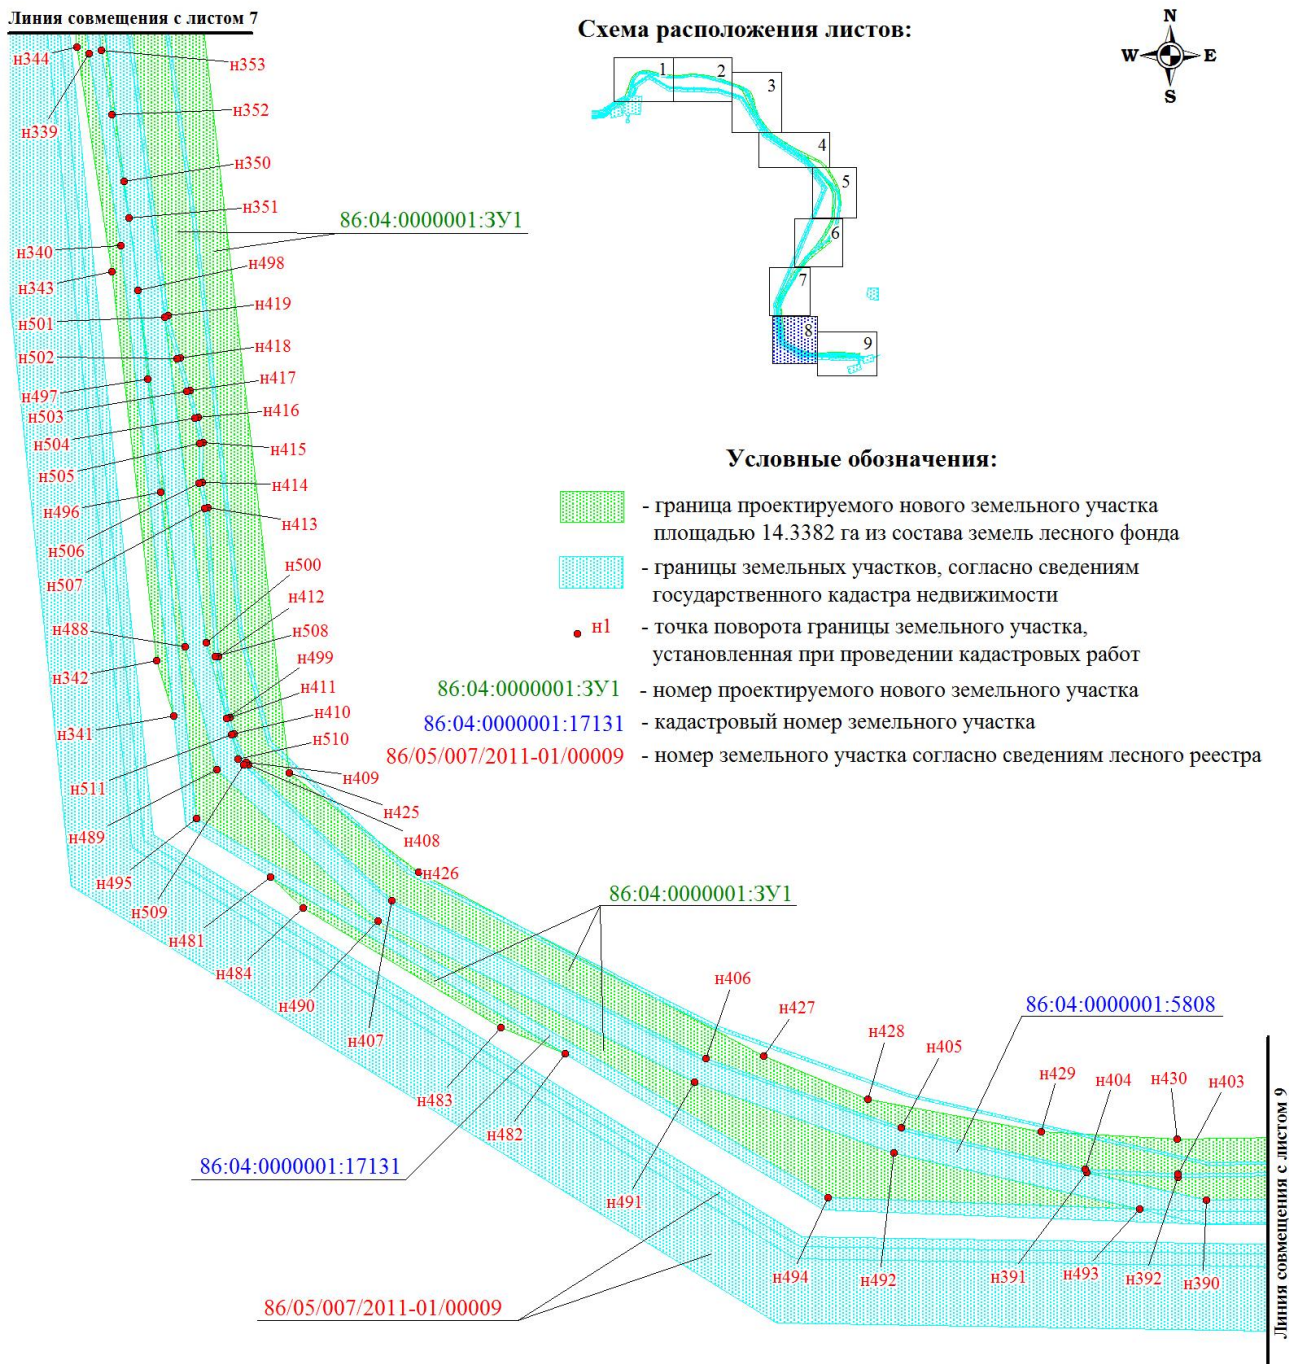 Линия совмещения с листом 7
Схема расположения листов:
N
W
E
S
1
2
3
4
5
6
7
8
9
н344
н353
н339
н352
н350
н351
86:04:0000001:ЗУ1
н340
н498
н343
н419
н501
н418
н502
н417
н497
н503
н416
н504
н415
н505
н414
н496
н413
н506
н507
н500
н412
н488
н508
н499
н342
н411
н410
н341
н510
н409
н511
н425
н489
н408
н426
н495
н509
н481
н484
н490
н407
н483
н482
Условные обозначения:
- граница проектируемого нового земельного участка
площадью 14.3382 га из состава земель лесного фонда
- границы земельных участков, согласно сведениям
государственного кадастра недвижимости
н1
- точка поворота границы земельного участка,
установленная при проведении кадастровых работ
86:04:0000001:ЗУ1 - номер проектируемого нового земельного участка
86:04:0000001:17131 - кадастровый номер земельного участка
86/05/007/2011-01/00009 - номер земельного участка согласно сведениям лесного реестра
86:04:0000001:ЗУ1
н406
н427
86:04:0000001:5808
н428
н405
н429
н404
н430
н403
86:04:0000001:17131
н491
н494
н492
н391
н493
н392
н390
86/05/007/2011-01/00009
Линия совмещения с листом 9